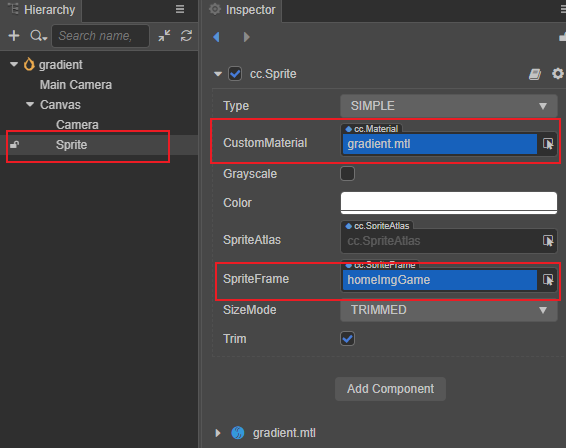 Hierarchy
Search name,
gradient
Main Camera
Canvas
Camera
Sprite
Inspector
cc.Sprite
Type SIMPLE
CustomMaterial cc.Material gradient.mtl
Grayscale
Color
SpriteAtlas cc.SpriteAtlas cc.SpriteAtlas
SpriteFrame cc.SpriteFrame homeImgGame
SizeMode TRIMMED
Trim
Add Component
gradient.mtl